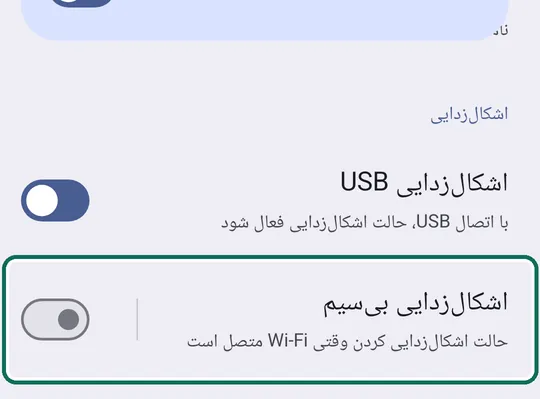 اشکال‌زدایی
اشکال‌زدایی USB
با اتصال USB، حالت اشکال‌زدایی فعال شود
اشکال‌زدایی بی‌سیم
حالت اشکال‌زدایی کردن وقتی Wi-Fi متصل است